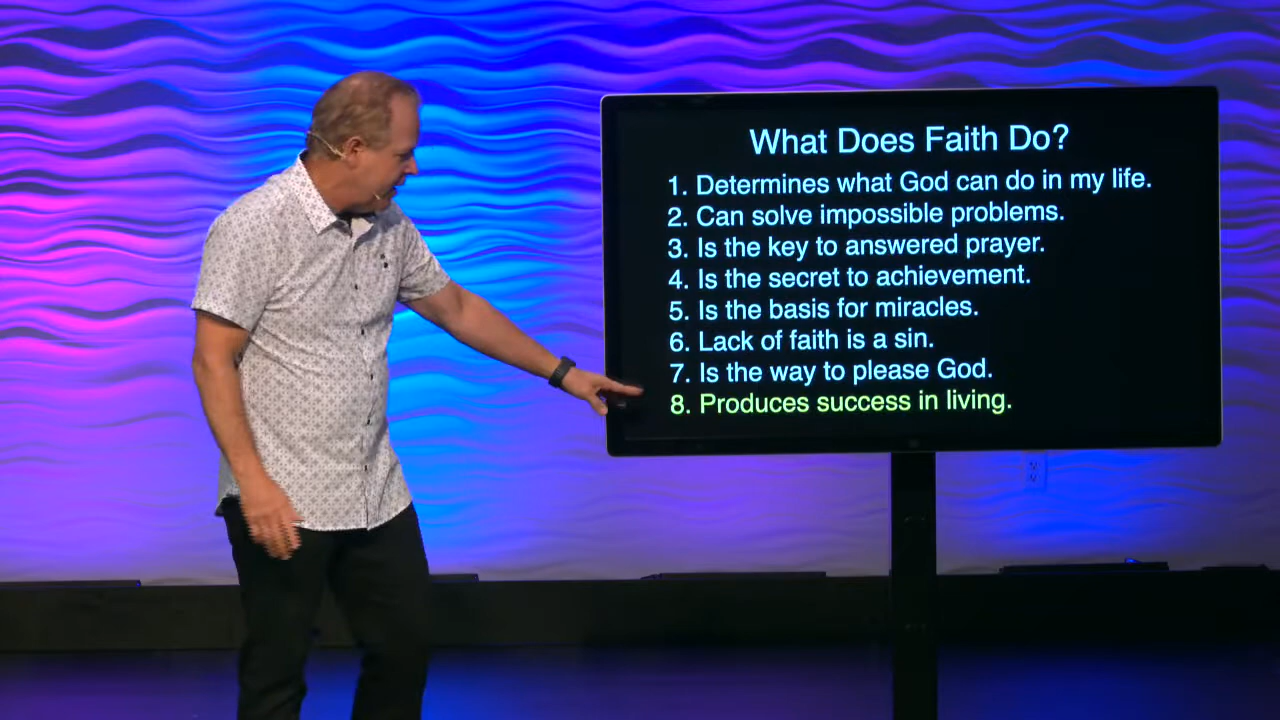 What Does Faith Do?
1. Determines what God can do in my life.
2. Can solve impossible problems.
3. Is the key to answered prayer.
4. Is the secret to achievement.
5. Is the basis for miracles.
6. Lack of faith is a sin.
7. Is the way to please God.
8. Produces success in living.